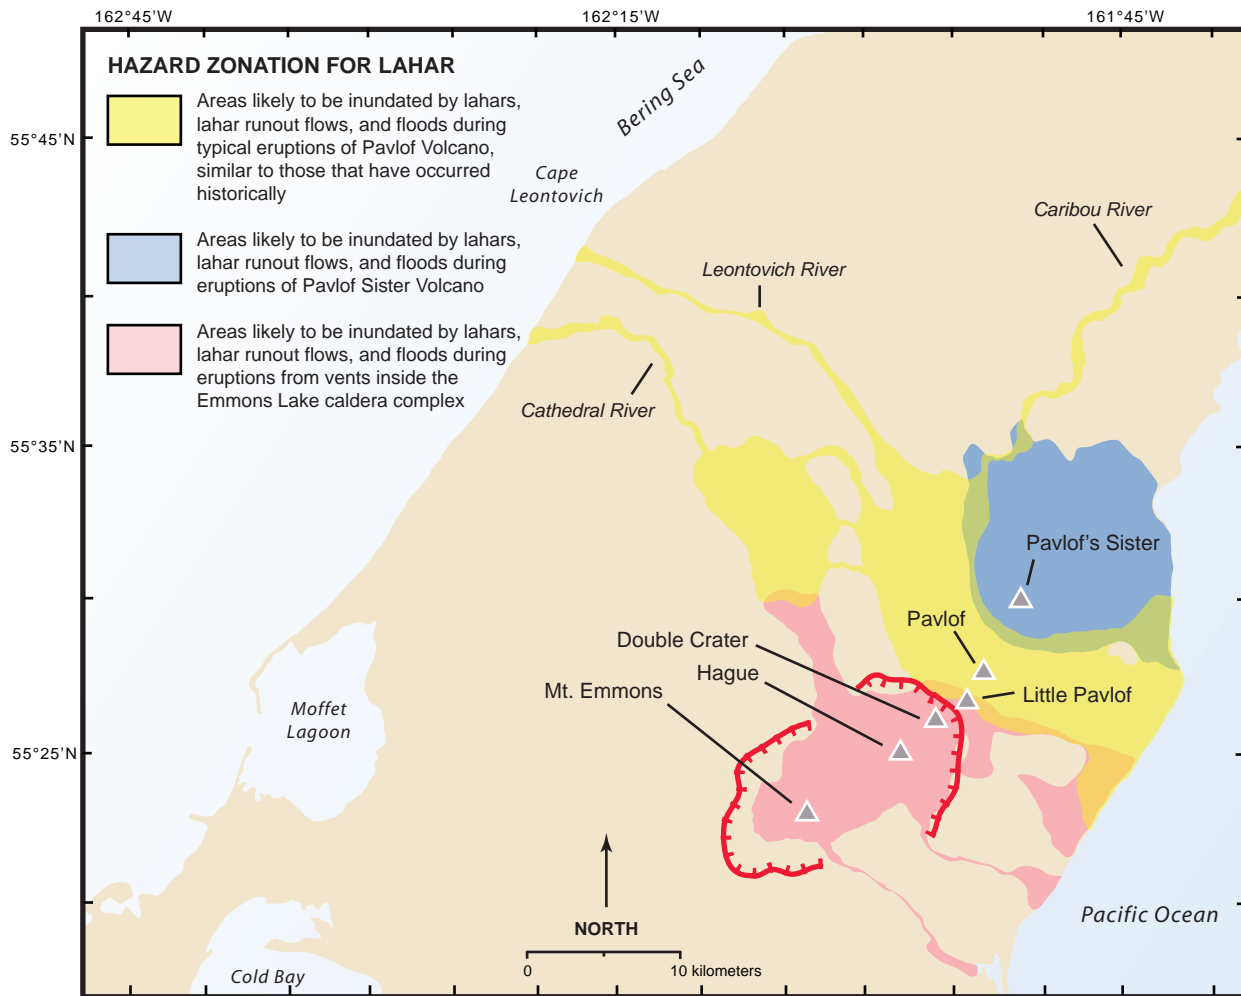 162°45’W
162°15’W
161°45’W
HAZARD ZONATION FOR LAHAR
Areas likely to be inundated by lahars,
lahar runout flows, and floods during
typical eruptions of Pavlof Volcano,
similar to those that have occurred
historically
Areas likely to be inundated by lahars,
lahar runout flows, and floods during
eruptions of Pavlof Sister Volcano
Areas likely to be inundated by lahars,
lahar runout flows, and floods during
eruptions from vents inside the
Emmons Lake caldera complex
55°45’N
55°35’N
55°25’N
Bering Sea
Cape
Leontovich
Caribou River
Leontovich River
Cathedral River
Pavlof’s Sister
Pavlof
Double Crater
Hague
Mt. Emmons
Little Pavlof
Moffet
Lagoon
Pacific Ocean
NORTH
0
10 kilometers
Cold Bay